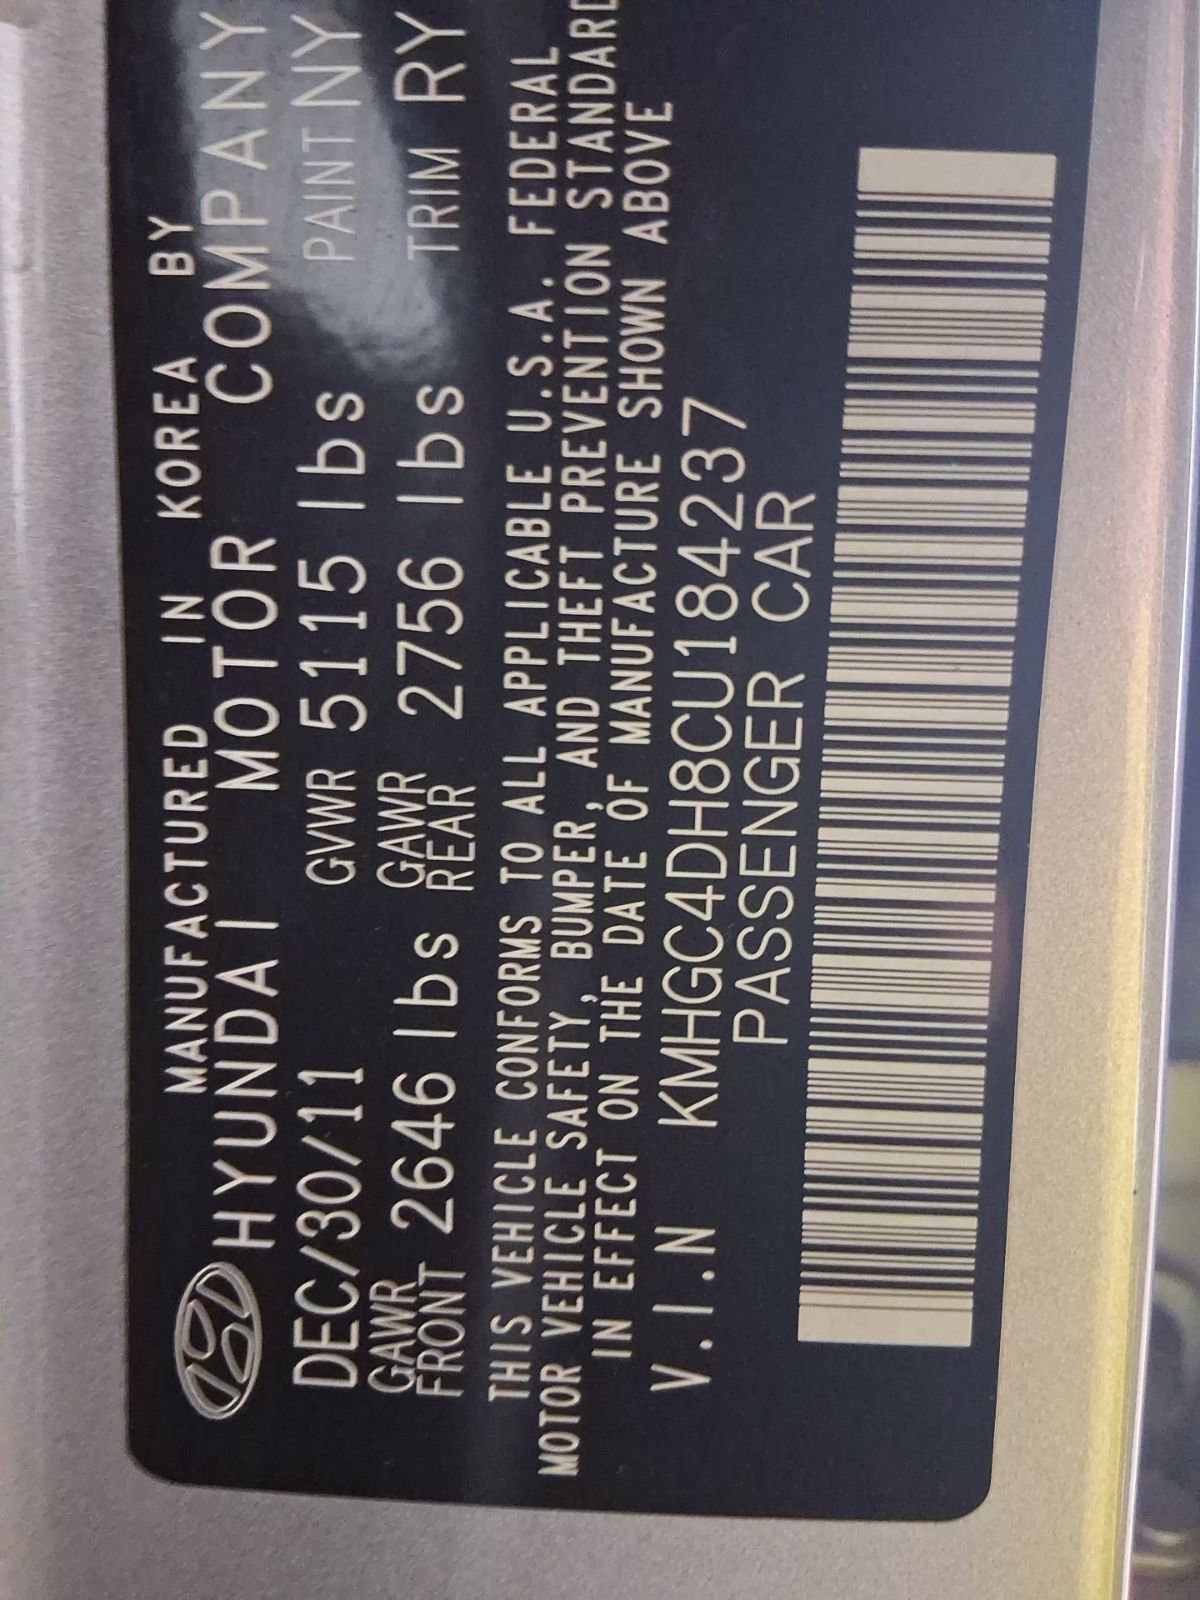 MANUFACTURED IN KOREA BY
HYUNDAI MOTOR COMPANY
DEC/30/11 GVWR 5115 lbs PAINT NY
GAWR FRONT 2646 lbs GAWR REAR 2756 lbs TRIM RY
THIS VEHICLE CONFORMS TO ALL APPLICABLE U.S.A. FEDERAL
MOTOR VEHICLE SAFETY, BUMPER, AND THEFT PREVENTION STANDARD
IN EFFECT ON THE DATE OF MANUFACTURE SHOWN ABOVE
V.I.N KMHGC4DH8CU184237
PASSENGER CAR